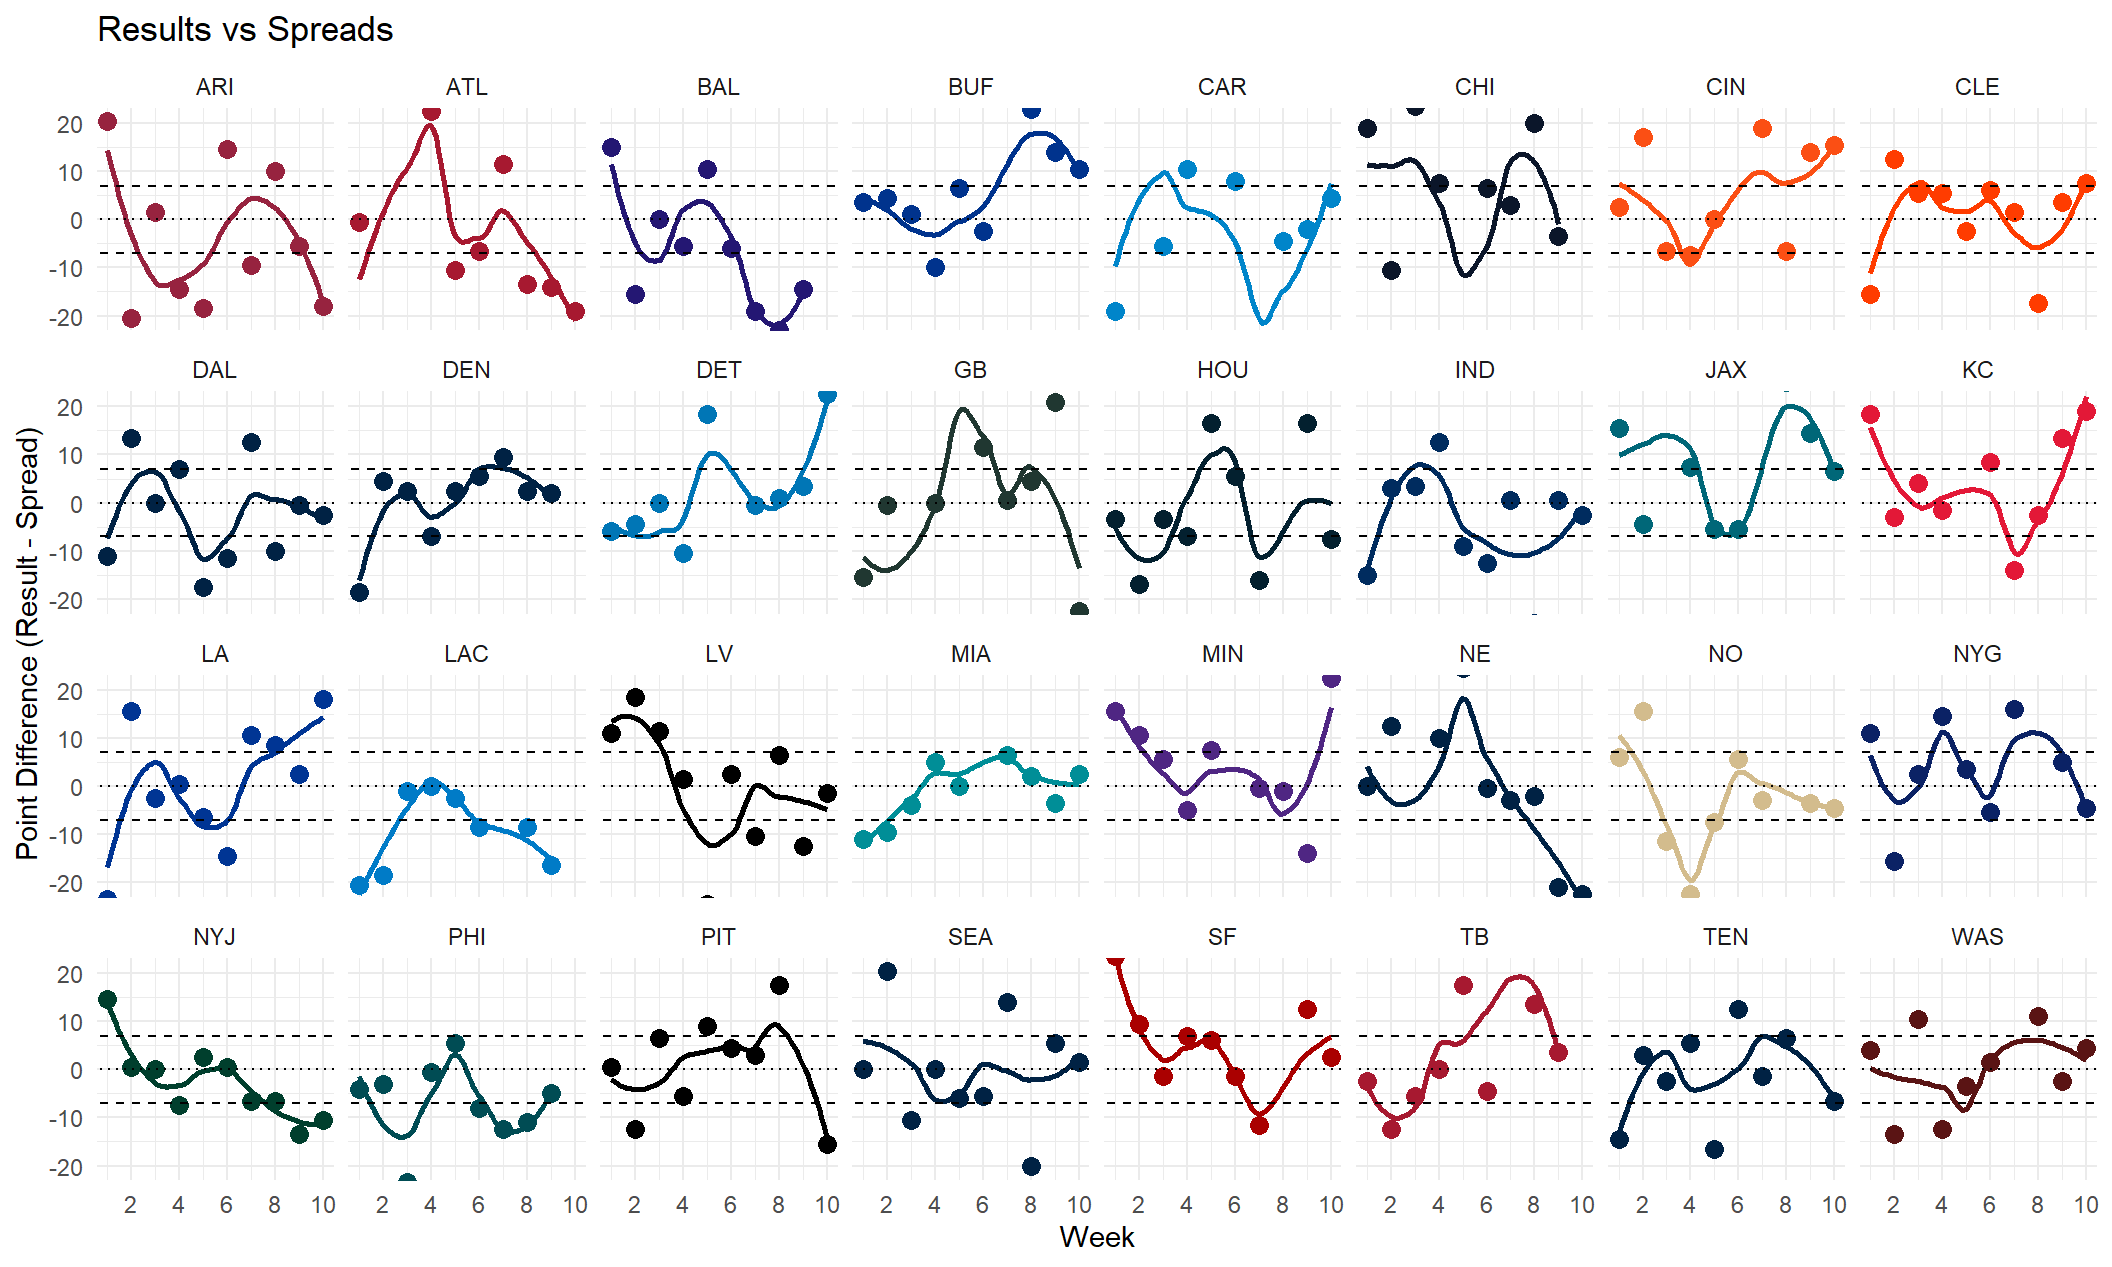 Results vs Spreads
ARI ATL BAL BUF CAR CHI CIN CLE
20
10
0
-10
-20
DAL DEN DET GB HOU IND JAX KC
20
10
0
-10
-20
LA LAC LV MIA MIN NE NO NYG
20
10
0
-10
-20
NYJ PHI PIT SEA SF TB TEN WAS
20
10
0
-10
-20
2 4 6 8 10 2 4 6 8 10 2 4 6 8 10 2 4 6 8 10 2 4 6 8 10 2 4 6 8 10 2 4 6 8 10 2 4 6 8 10
Week
Point Difference (Result - Spread)